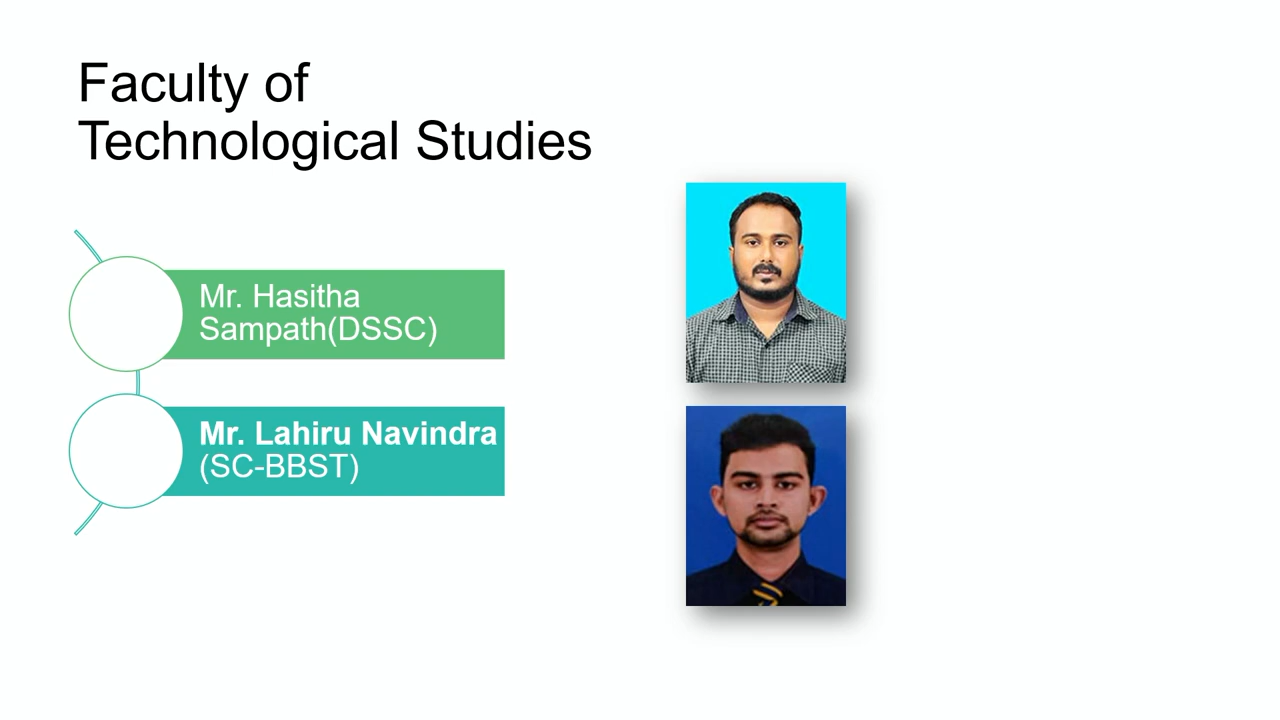 Faculty of
Technological Studies
Mr. Hasitha
Sampath(DSSC)
Mr. Lahiru Navindra
(SC-BBST)